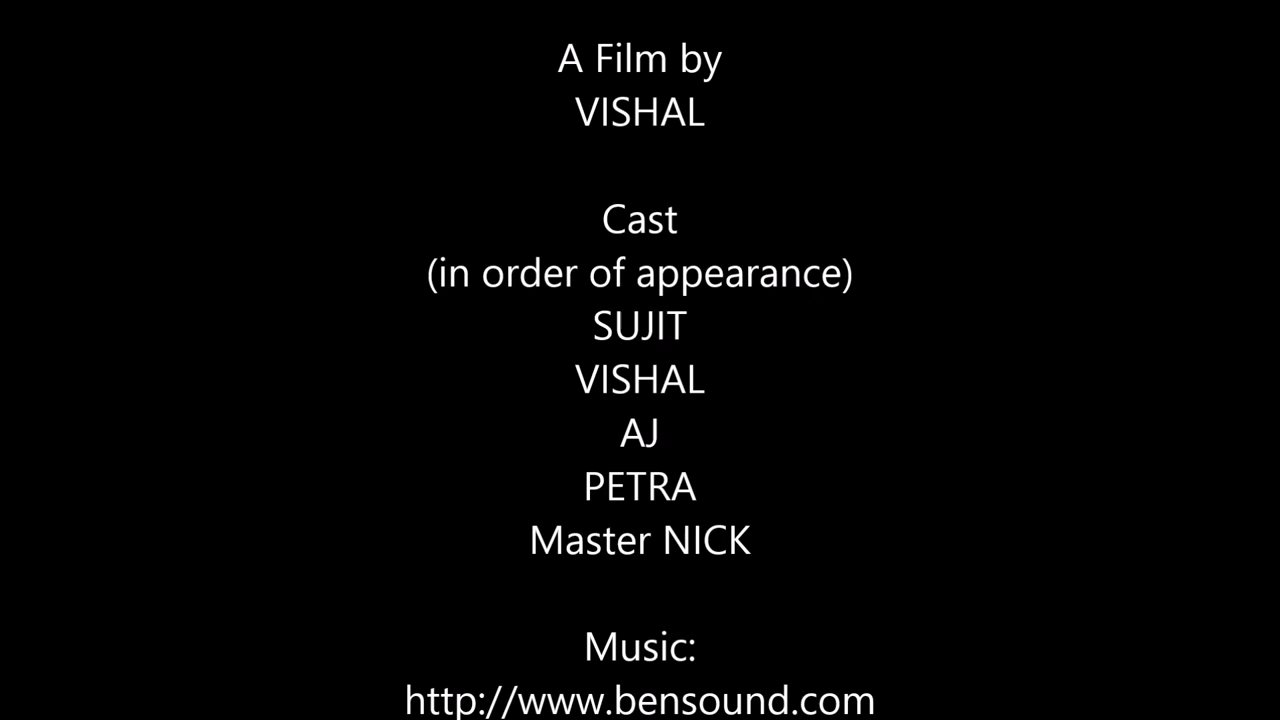 A Film by
VISHAL
Cast
(in order of appearance)
SUJIT
VISHAL
AJ
PETRA
Master NICK
Music:
http://www.bensound.com